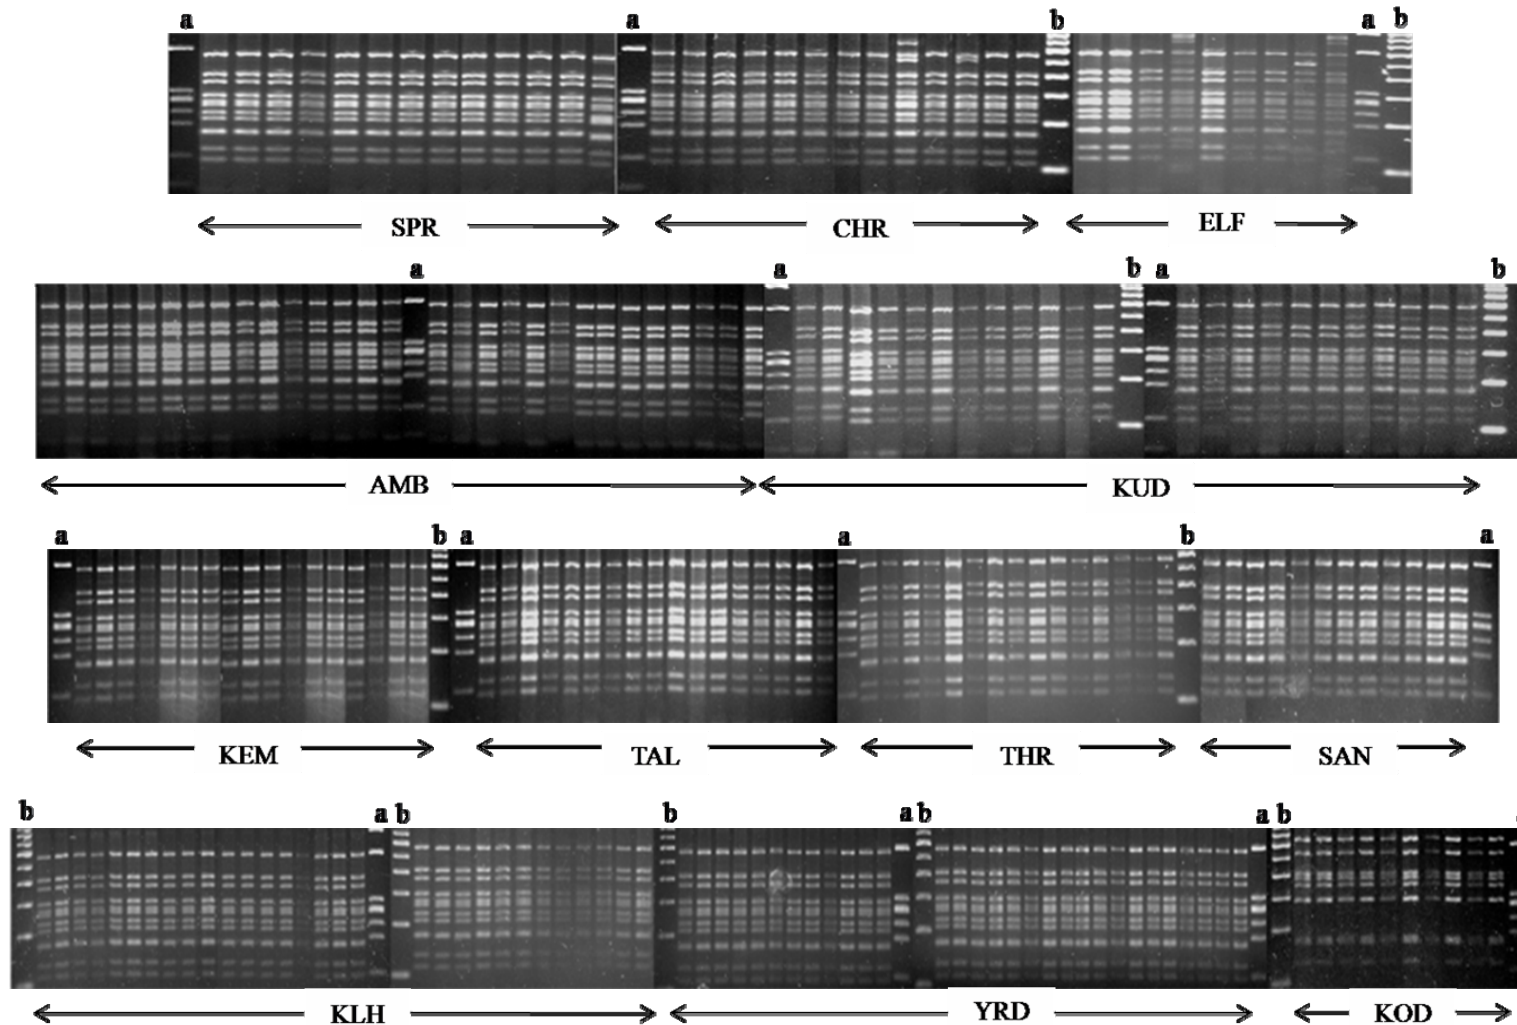 a a b a b
SPR CHR ELF
a a b a b
AMB KUD
a b a a b a
KEM TAL THR SAN
b a b b a b a b
KLH YRD KOD